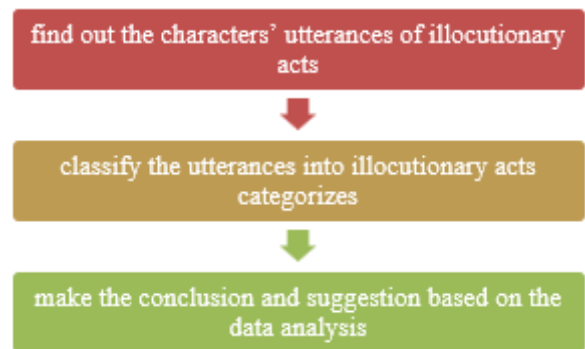 find out the characters’ utterances of illocutionary
acts
classify the utterances into illocutionary acts
categorizes
make the conclusion and suggestion based on the
data analysis